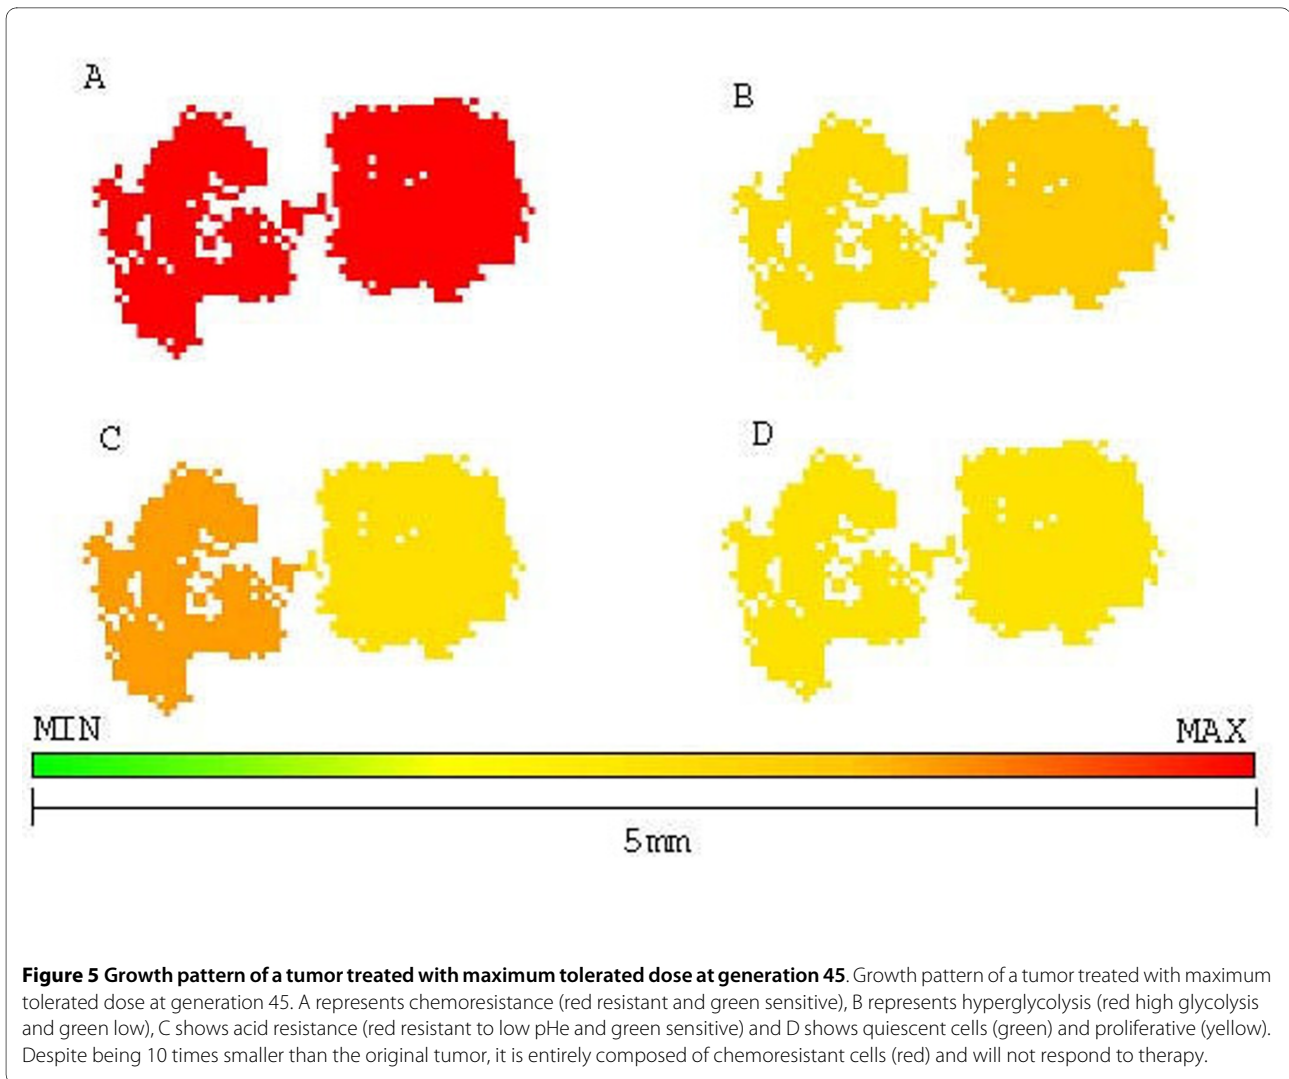 A
B
C
D
MIN
MAX
5mm
Figure 5 Growth pattern of a tumor treated with maximum tolerated dose at generation 45. Growth pattern of a tumor treated with maximum
tolerated dose at generation 45. A represents chemoresistance (red resistant and green sensitive), B represents hyperglycolysis (red high glycolysis
and green low), C shows acid resistance (red resistant to low pHe and green sensitive) and D shows quiescent cells (green) and proliferative (yellow).
Despite being 10 times smaller than the original tumor, it is entirely composed of chemoresistant cells (red) and will not respond to therapy.